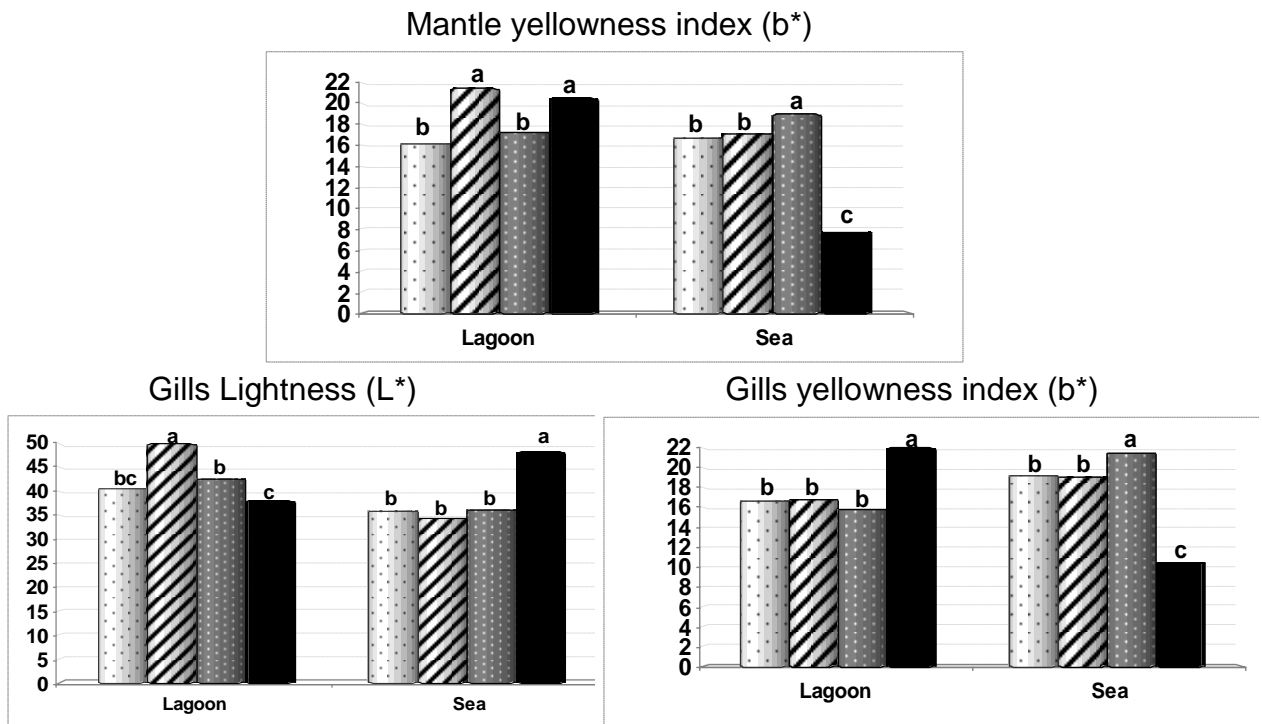 Mantle yellowness index (b*)
22
20
18
16
14
12
10
8
6
4
2
0
b
a
b
a
b
b
a
c
Lagoon
Sea
Gills Lightness (L*)
50
45
40
35
30
25
20
15
10
5
0
bc
a
b
c
b
b
b
a
Lagoon
Sea
Gills yellowness index (b*)
22
20
18
16
14
12
10
8
6
4
2
0
b
b
b
a
b
b
a
c
Lagoon
Sea